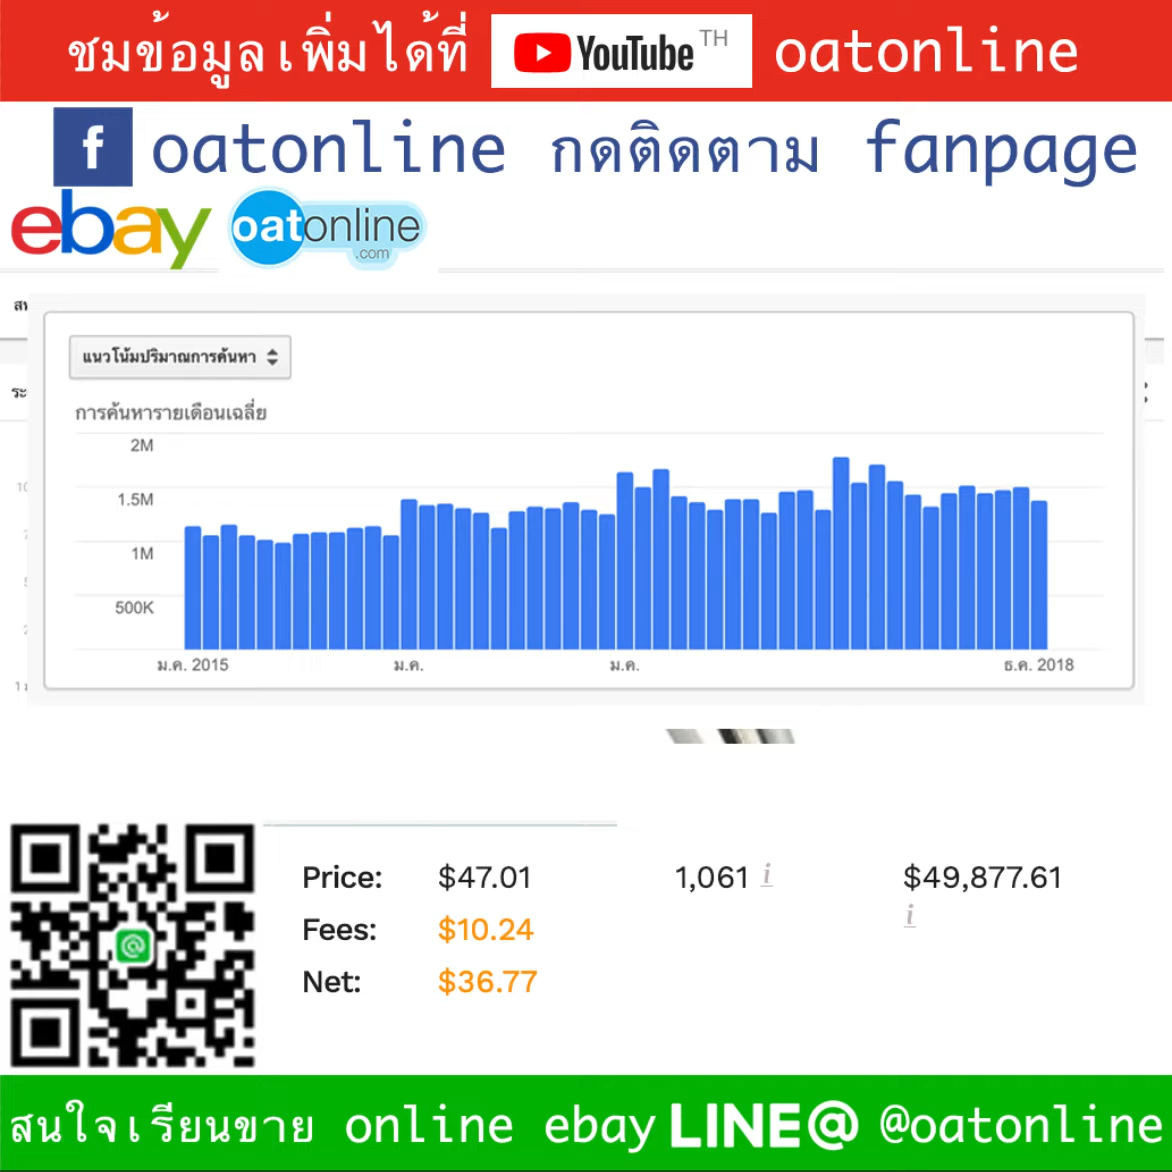 ชมข้อมูลเพิ่มได้ที่ YouTube TH oatonline
f oatonline กดติดตาม fanpage
ebay oatonline
.com
แนวโน้มปริมาณการค้นหา
การค้นหารายเดือนเฉลี่ย
2M
1.5M
1M
500K
ม.ค. 2015 ม.ค. ม.ค. ธ.ค. 2018
Price: $47.01 1,061 i $49,877.61
i
Fees: $10.24
Net: $36.77
สนใจเรียนขาย online ebay LINE@ @oatonline